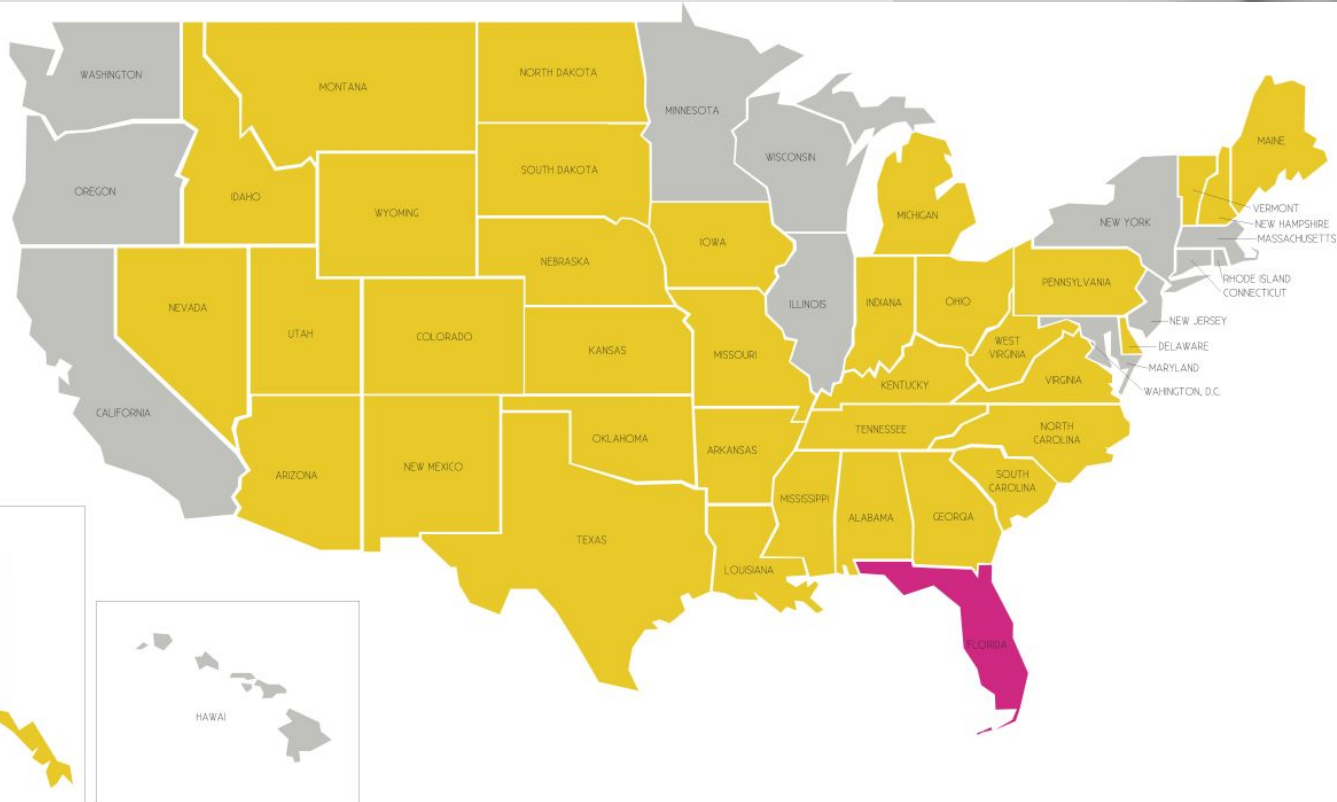 WASHINGTON
MONTANA
NORTH DAKOTA
MINNESOTA
MAINE
OREGON
IDAHO
WYOMING
SOUTH DAKOTA
WISCONSIN
MICHIGAN
NEW YORK
VERMONT
NEW HAMPSHIRE
MASSACHUSETTS
RHODE ISLAND
CONNECTICUT
NEW JERSEY
DELAWARE
MARYLAND
WAHINGTON, D.C.
NEVADA
UTAH
COLORADO
NEBRASKA
IOWA
ILLINOIS
INDIANA
OHIO
PENNSYLVANIA
CALIFORNIA
KANSAS
MISSOURI
KENTUCKY
WEST
VIRGINIA
VIRGINIA
ARIZONA
NEW MEXICO
OKLAHOMA
ARKANSAS
TENNESSEE
NORTH
CAROLINA
SOUTH
CAROLINA
TEXAS
LOUISIANA
MISSISSIPPI
ALABAMA
GEORGIA
FLORIDA
HAWAI